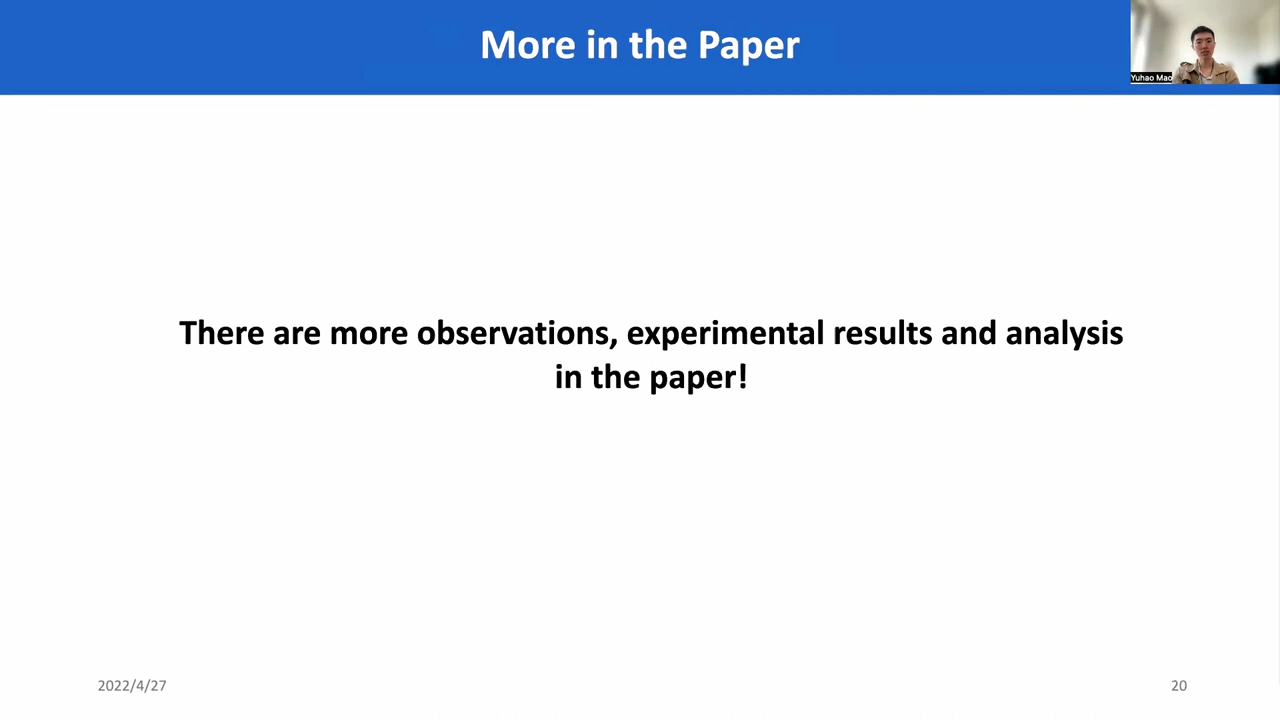 More in the Paper
Yuhao Mao
There are more observations, experimental results and analysis
in the paper!
2022/4/27
20